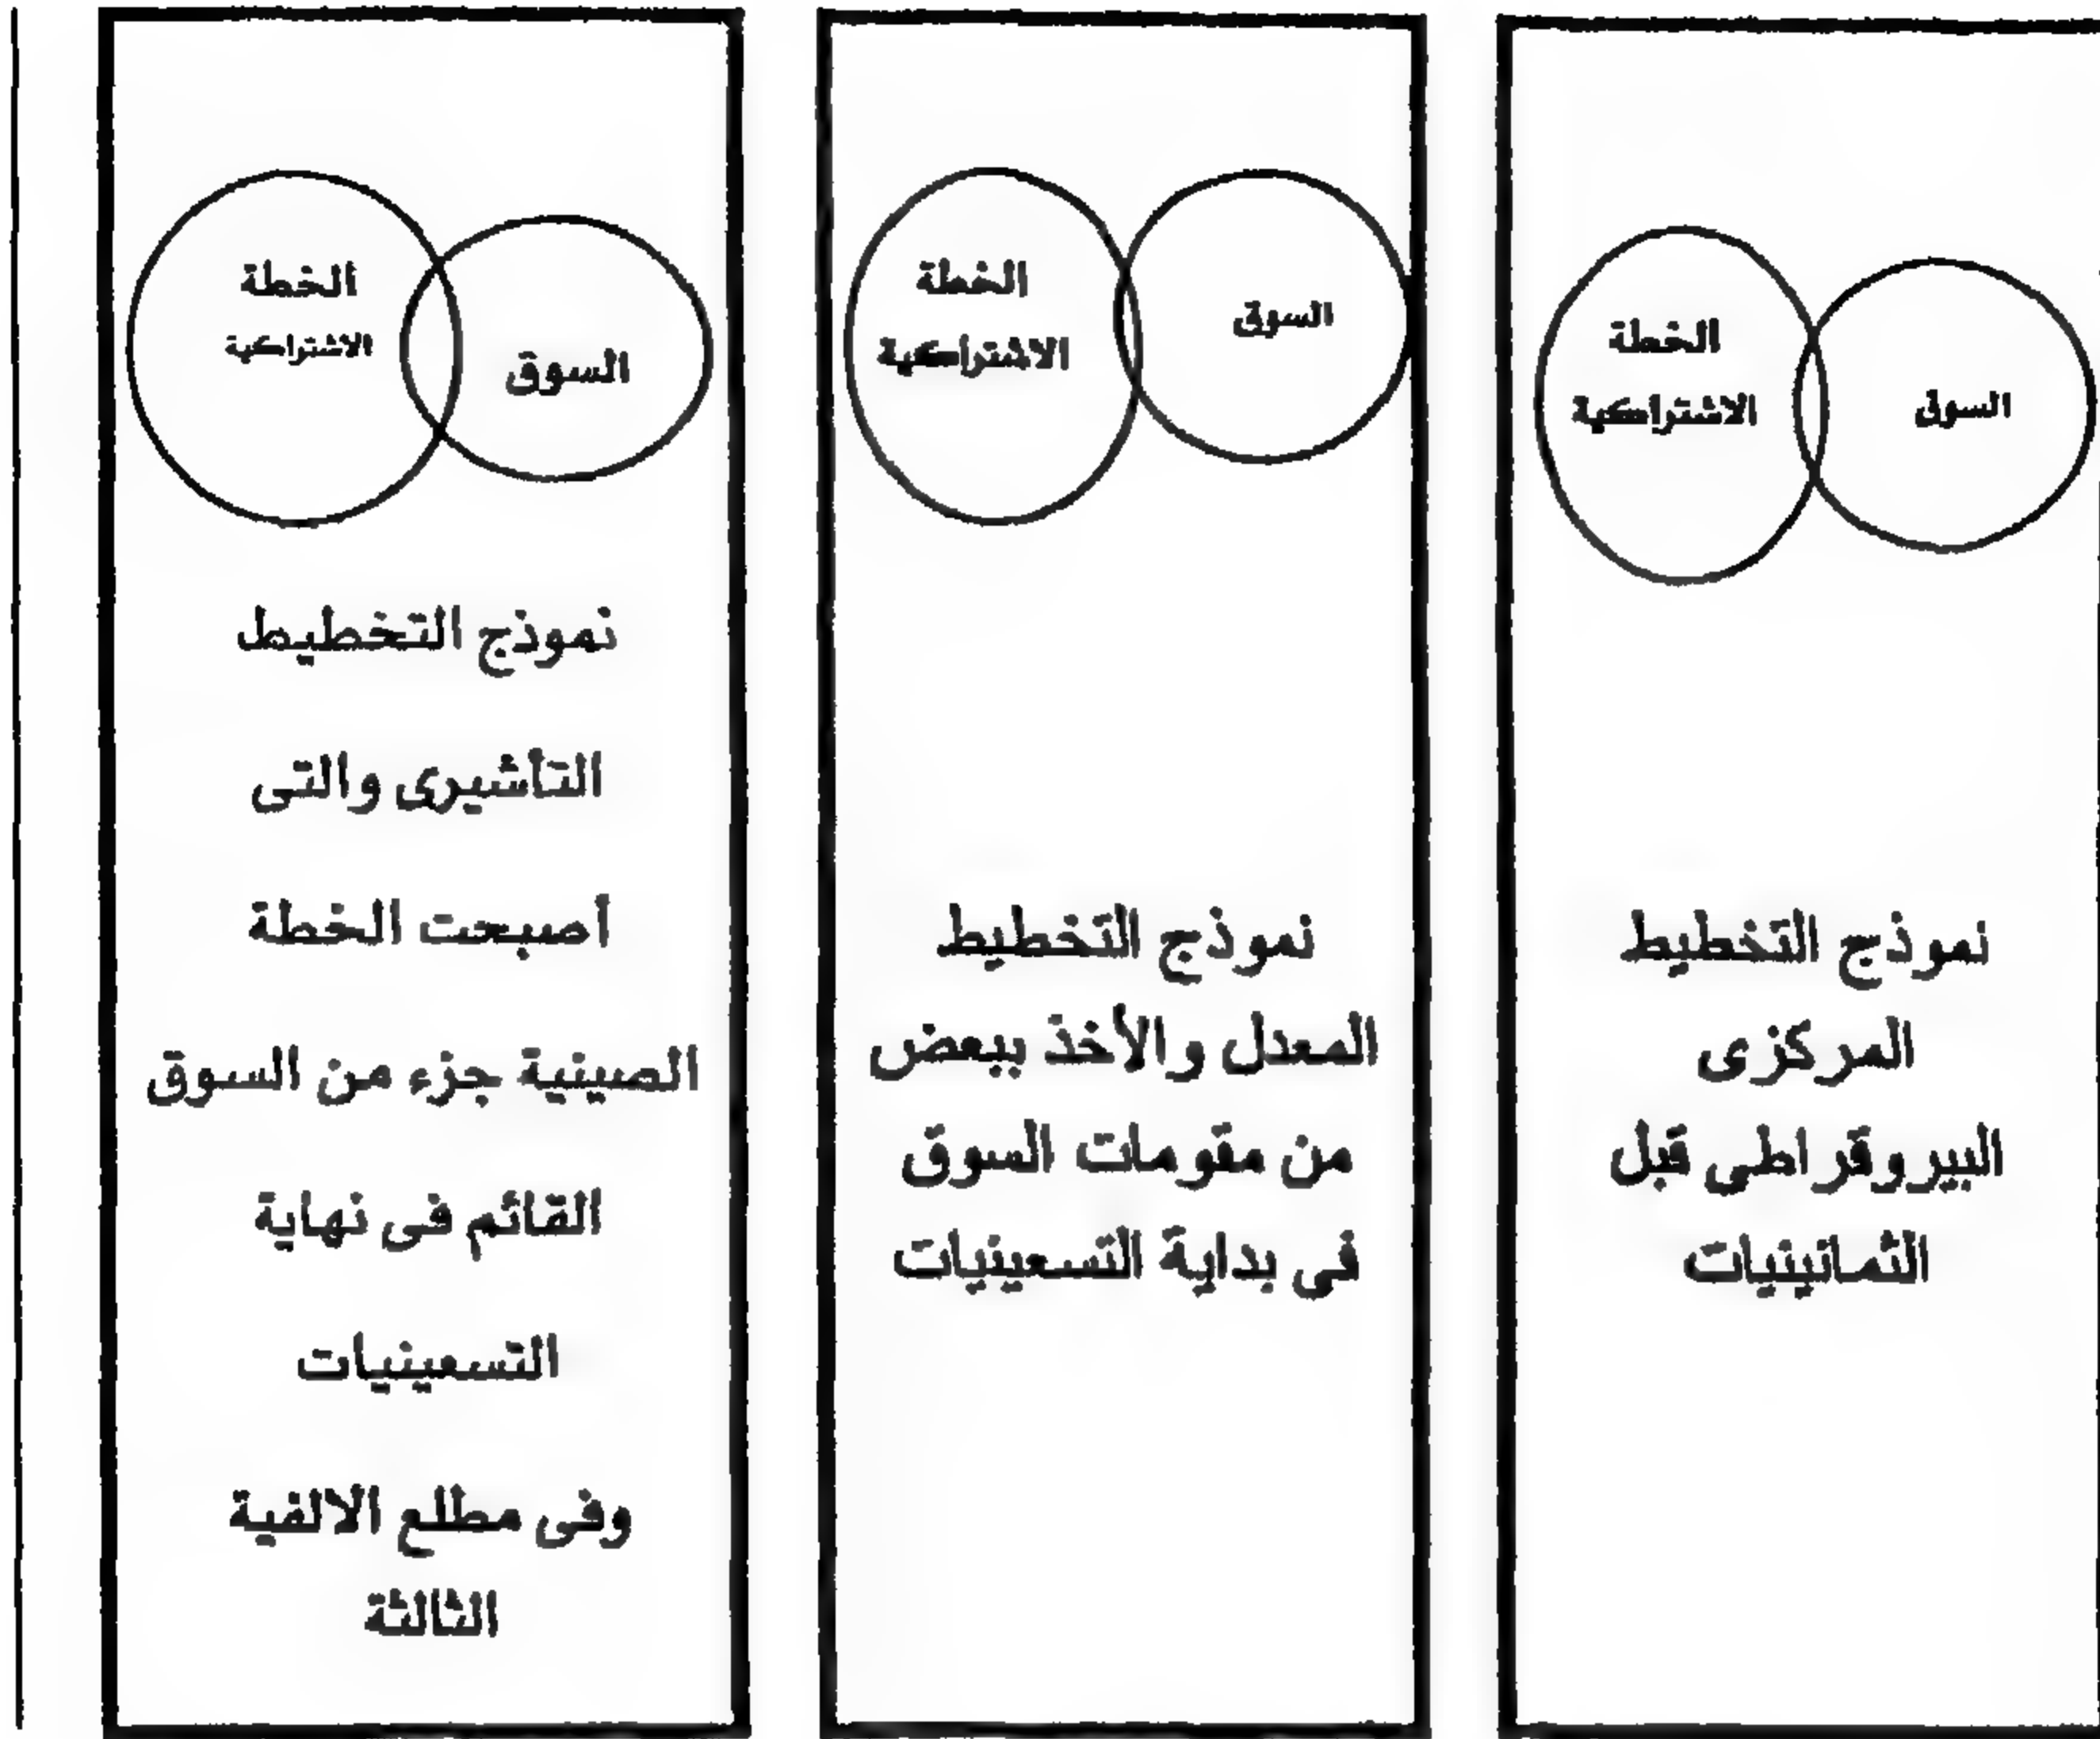 الخطة
الاشتراكية
السوق
نموذج التخطيط
المركزى
البيروقراطى قبل
الثمانينيات
الخطة
الاشتراكية
السوق
نموذج التخطيط
المعدل والأخذ ببعض
من مقومات السوق
فى بداية التسعينيات
الخطة
الاشتراكية
السوق
نموذج التخطيط
التأشيرى والتى
أصبحت الخطة
الصينية جزء من السوق
القائم فى نهاية
التسعينيات
وفى مطلع الالفية
الثالثة